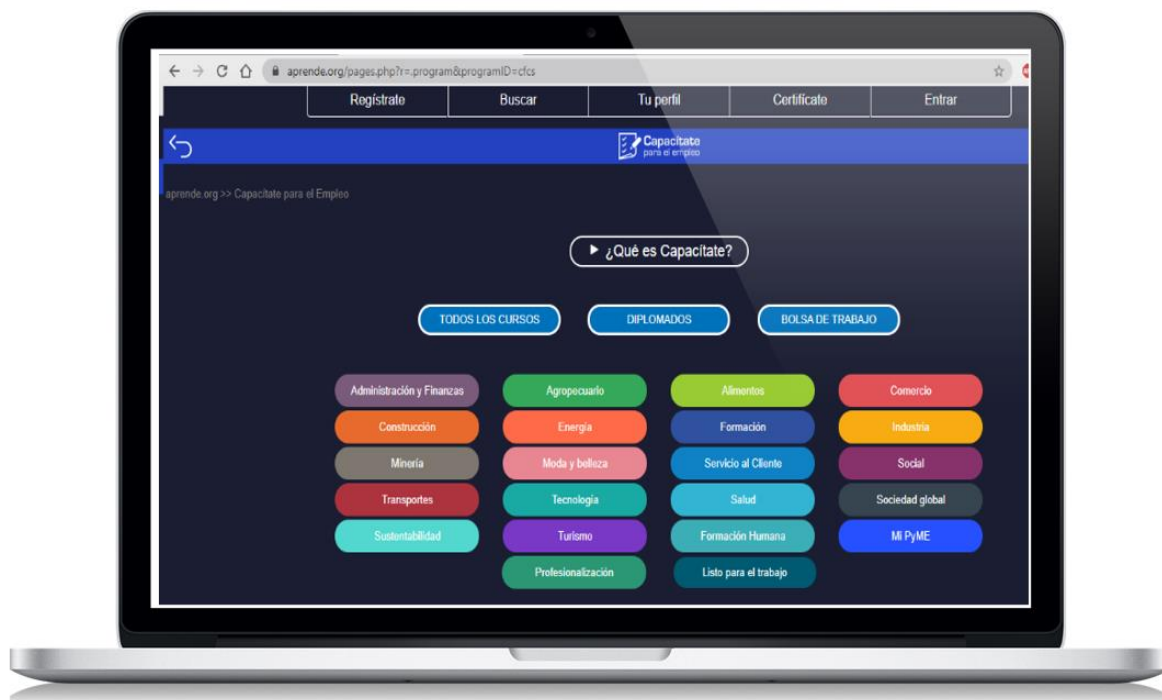 aprende.org/pages.php?r=.program&programID=cfcs
Regístrate Buscar Tu perfil Certifícate Entrar
Capacítate
para el empleo
aprende.org >> Capacítate para el Empleo
¿Qué es Capacítate?
TODOS LOS CURSOS DIPLOMADOS BOLSA DE TRABAJO
Administración y Finanzas Agropecuario Alimentos Comercio
Construcción Energía Formación Industria
Minería Moda y belleza Servicio al Cliente Social
Transportes Tecnología Salud Sociedad global
Sustentabilidad Turismo Formación Humana Mi PyME
Profesionalización Listo para el trabajo